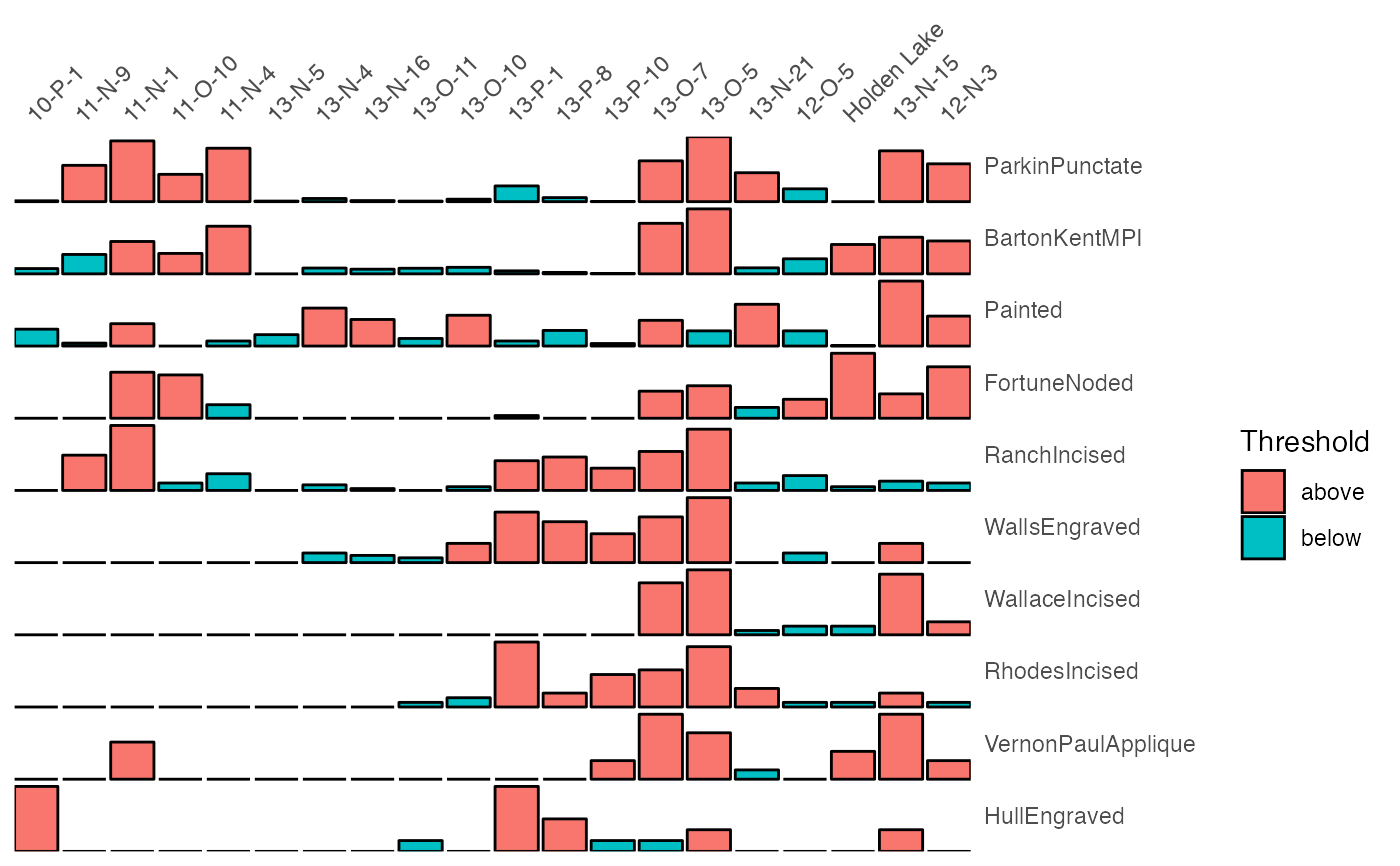 10-P-1
11-N-9
11-N-1
11-O-10
11-N-4
13-N-5
13-N-4
13-N-16
13-O-11
13-O-10
13-P-1
13-P-8
13-P-10
13-O-7
13-O-5
13-N-21
12-O-5
Holden Lake
13-N-15
12-N-3
ParkinPunctate
BartonKentMPI
Painted
FortuneNoded
RanchIncised
WallsEngraved
WallaceIncised
RhodesIncised
VernonPaulApplique
HullEngraved
Threshold
above
below